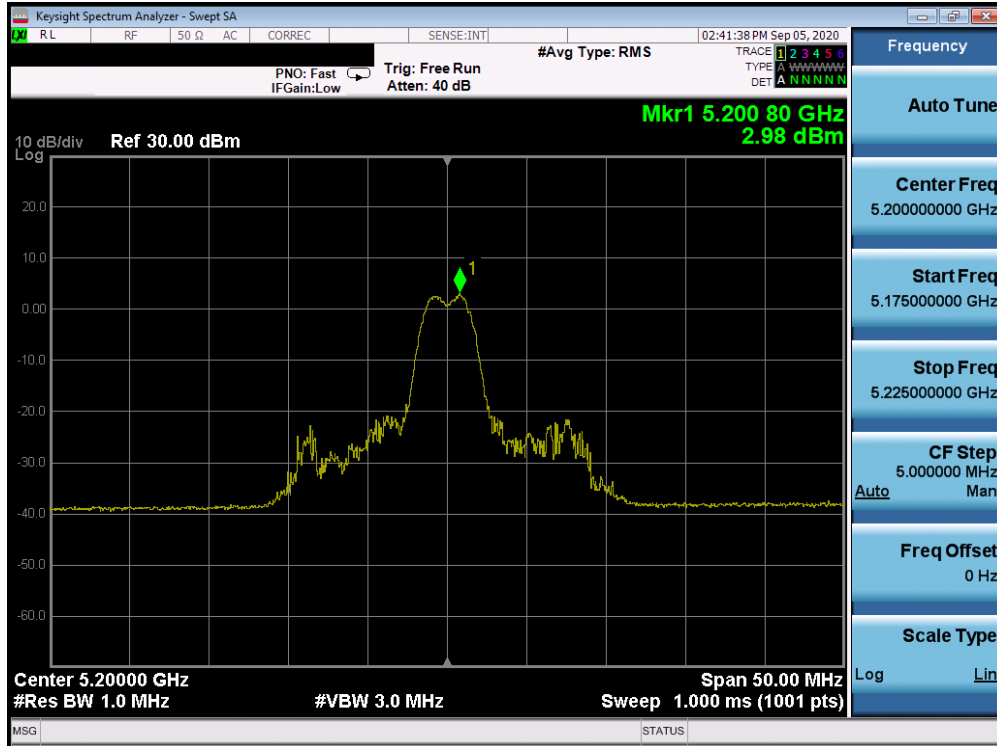 Keysight Spectrum Analyzer - Swept SA
LXI RL RF 50 Ω AC CORREC SENSE:INT 02:41:38 PM Sep 05, 2020
#Avg Type: RMS
TRACE 1 2 3 4 5 6
TYPE A WWWWW
DET A N N N N N
PNO: Fast
IFGain:Low
Trig: Free Run
Atten: 40 dB
Mkr1 5.200 80 GHz
2.98 dBm
10 dB/div
Log
Ref 30.00 dBm
1
20.0
10.0
0.00
-10.0
-20.0
-30.0
-40.0
-50.0
-60.0
Center 5.20000 GHz
Span 50.00 MHz
#Res BW 1.0 MHz
#VBW 3.0 MHz
Sweep 1.000 ms (1001 pts)
MSG
STATUS
Frequency
Auto Tune
Center Freq
5.200000000 GHz
Start Freq
5.175000000 GHz
Stop Freq
5.225000000 GHz
CF Step
5.000000 MHz
Auto Man
Freq Offset
0 Hz
Scale Type
Log Lin